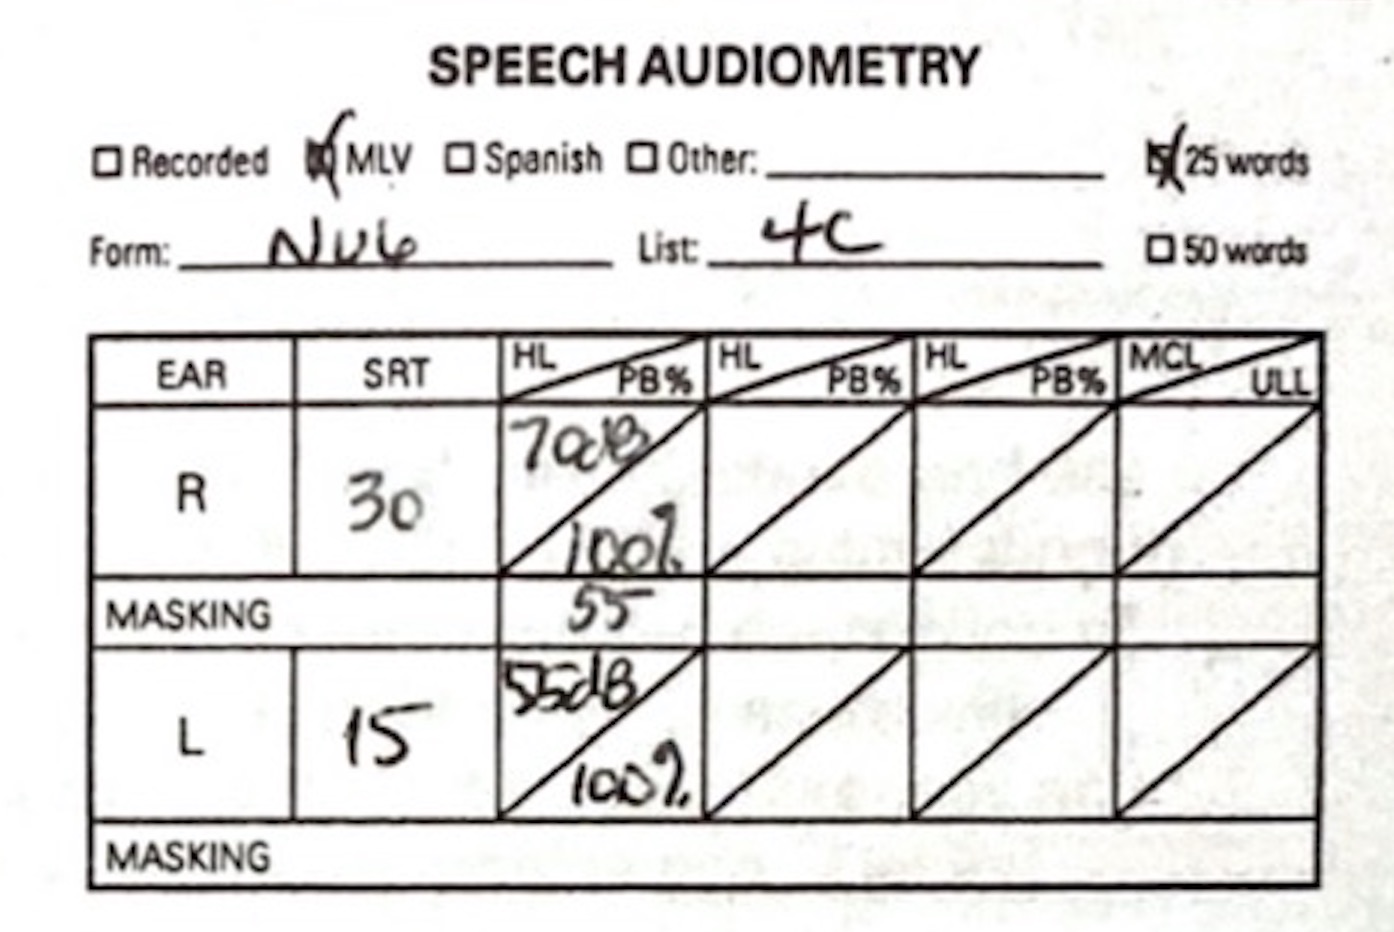 SPEECH AUDIOMETRY
Recorded MLV Spanish Other: 25 words
Form: NU6 List: 4C 50 words
EAR SRT HL PB% HL PB% HL PB% MCL ULL
R 30 70dB 100%
MASKING 55
L 15 55dB 100%
MASKING